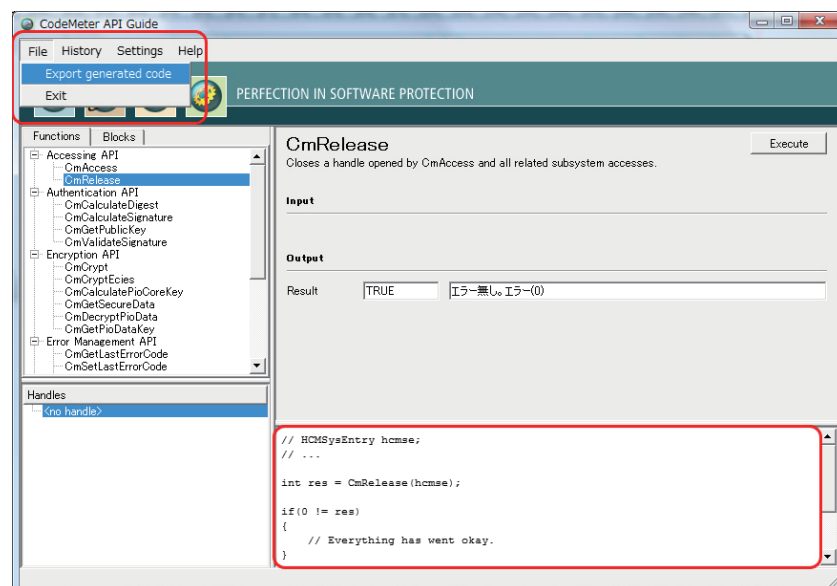 CodeMeter API Guide
File History Settings Help
Export generated code
Exit
PERFECTION IN SOFTWARE PROTECTION
Functions Blocks
Accessing API
CmAccess
CmRelease
Authentication API
CmCalculateDigest
CmCalculateSignature
CmGetPublicKey
CmValidateSignature
Encryption API
CmCrypt
CmCryptEcies
CmCalculatePioCoreKey
CmGetSecureData
CmDecryptPioData
CmGetPioDataKey
Error Management API
CmGetLastErrorCode
CmSetLastErrorCode
Handles
<no handle>
CmRelease
Execute
Closes a handle opened by CmAccess and all related subsystem accesses.
Input
Output
Result TRUE エラー無し。エラー(0)
// HCMSysEntry hcmse;
// ...
int res = CmRelease(hcmse);
if(0 != res)
{
// Everything has went okay.
}